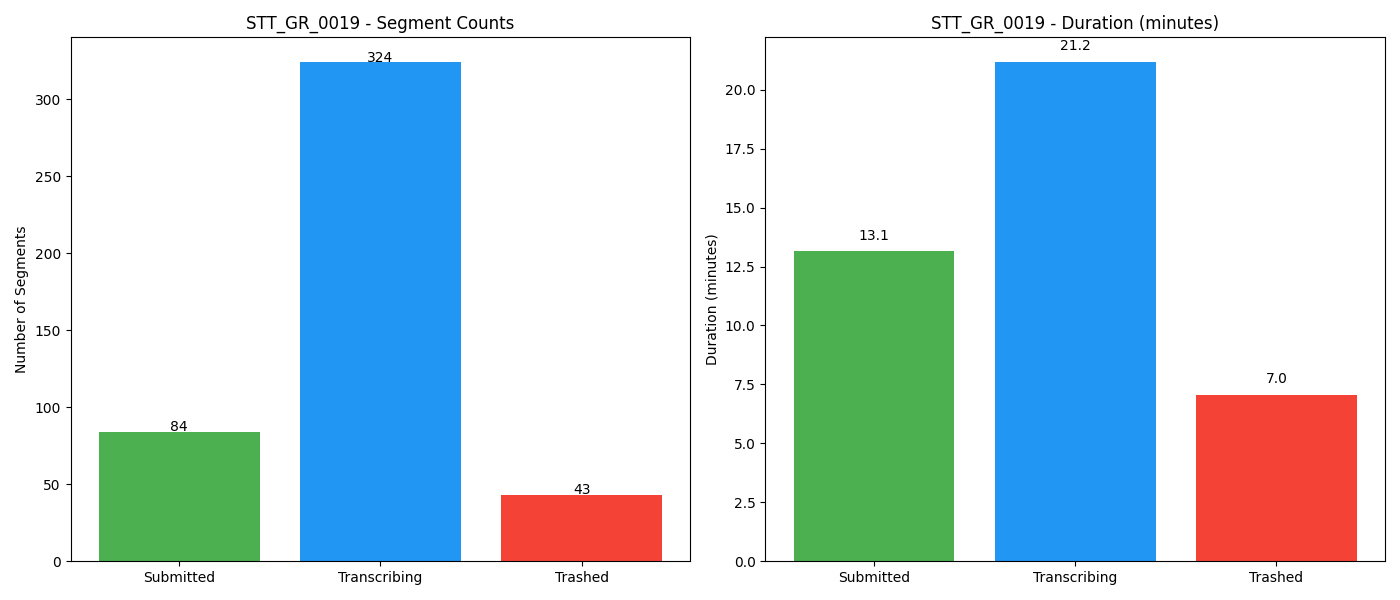 STT_GR_0019 - Segment Counts
Number of Segments
300
250
200
150
100
50
0
84
324
43
Submitted
Transcribing
Trashed
STT_GR_0019 - Duration (minutes)
Duration (minutes)
20.0
17.5
15.0
12.5
10.0
7.5
5.0
2.5
0.0
13.1
21.2
7.0
Submitted
Transcribing
Trashed